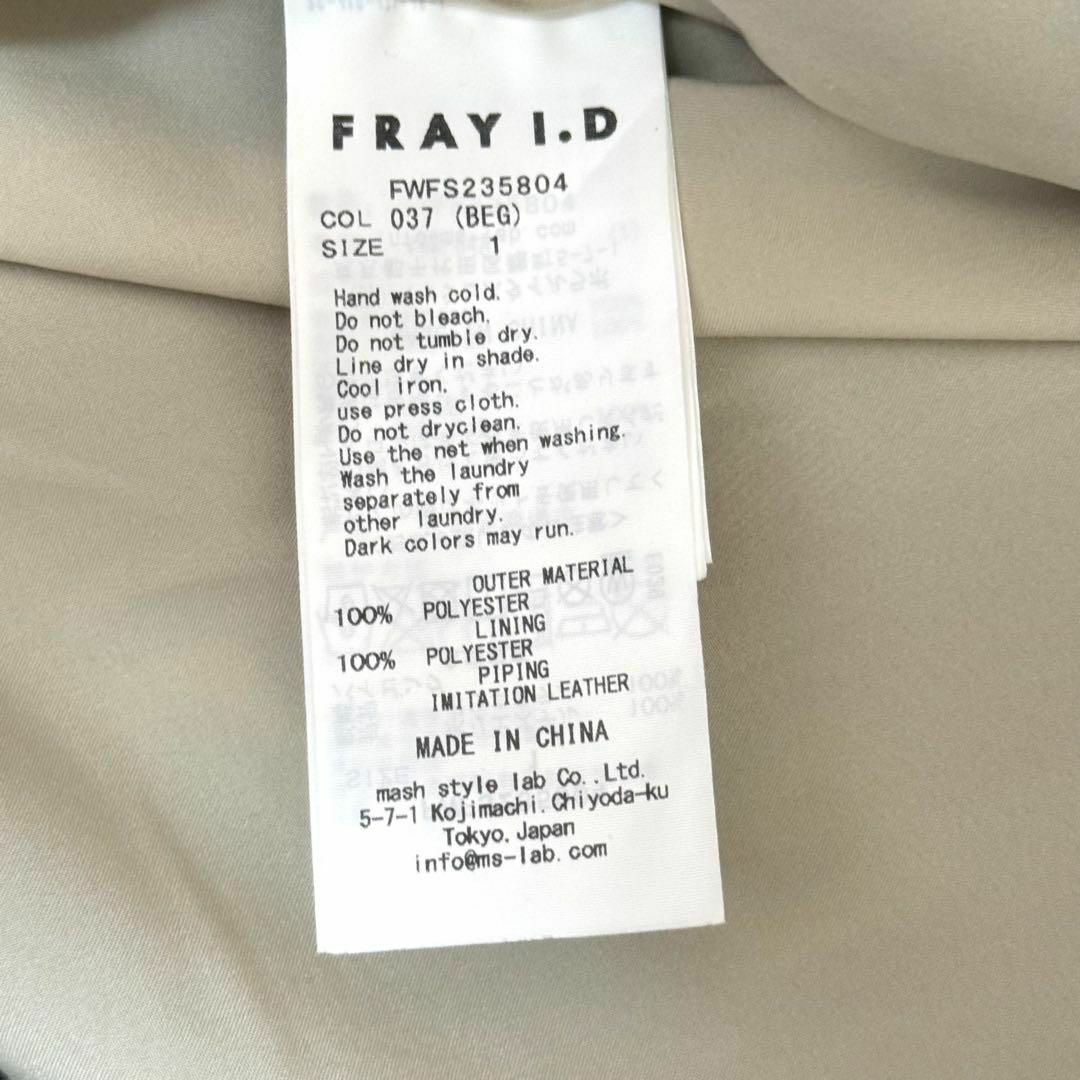 FRAY I.D
FWFS235804
COL 037 (BEG)
SIZE 1
Hand wash cold.
Do not bleach.
Do not tumble dry.
Line dry in shade.
Cool iron.
use press cloth.
Do not dryclean.
Use the net when washing.
Wash the laundry
separately from
other laundry.
Dark colors may run.
OUTER MATERIAL
100% POLYESTER
LINING
100% POLYESTER
PIPING
IMITATION LEATHER
MADE IN CHINA
mash style lab Co.,Ltd.
5-7-1 Kojimachi.Chiyoda-ku
Tokyo.Japan
info@ms-lab.com